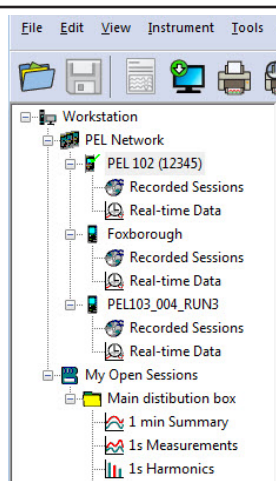 File Edit View Instrument Tools
Workstation
PEL Network
PEL 102 (12345)
Recorded Sessions
Real-time Data
Foxborough
Recorded Sessions
Real-time Data
PEL103_004_RUN3
Recorded Sessions
Real-time Data
My Open Sessions
Main distibution box
1 min Summary
1s Measurements
1s Harmonics